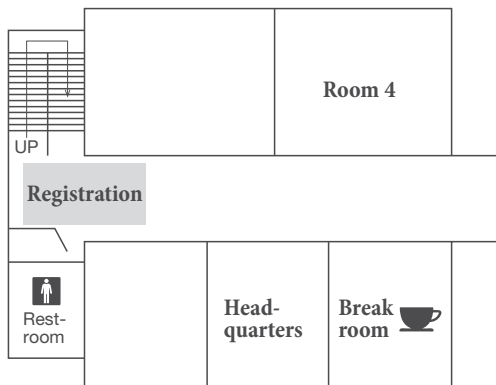 Room 4
UP
Registration
Rest-
room
Head-
quarters
Break
room